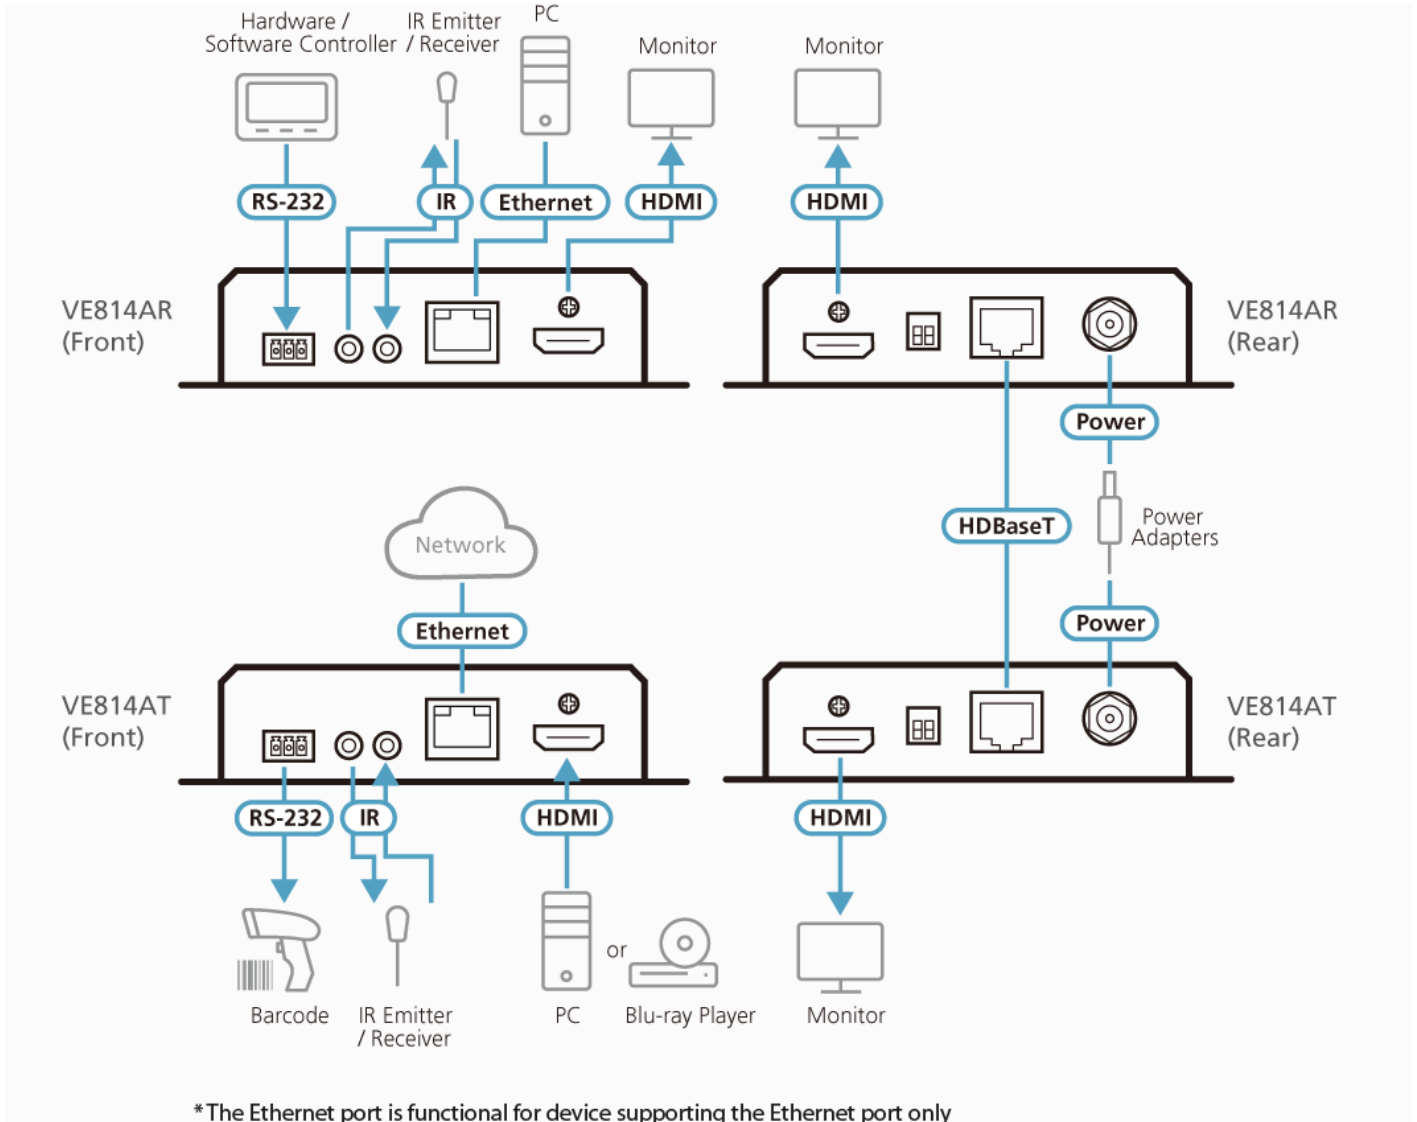 Hardware /
Software Controller
IR Emitter
/ Receiver
PC
Monitor
Monitor
RS-232
IR
Ethernet
HDMI
HDMI
VE814AR
(Front)
VE814AR
(Rear)
Power
HDBaseT
Power
Adapters
Power
Network
Ethernet
VE814AT
(Front)
VE814AT
(Rear)
RS-232
IR
HDMI
HDMI
or
Barcode
IR Emitter
/ Receiver
PC
Blu-ray Player
Monitor
*The Ethernet port is functional for device supporting the Ethernet port only